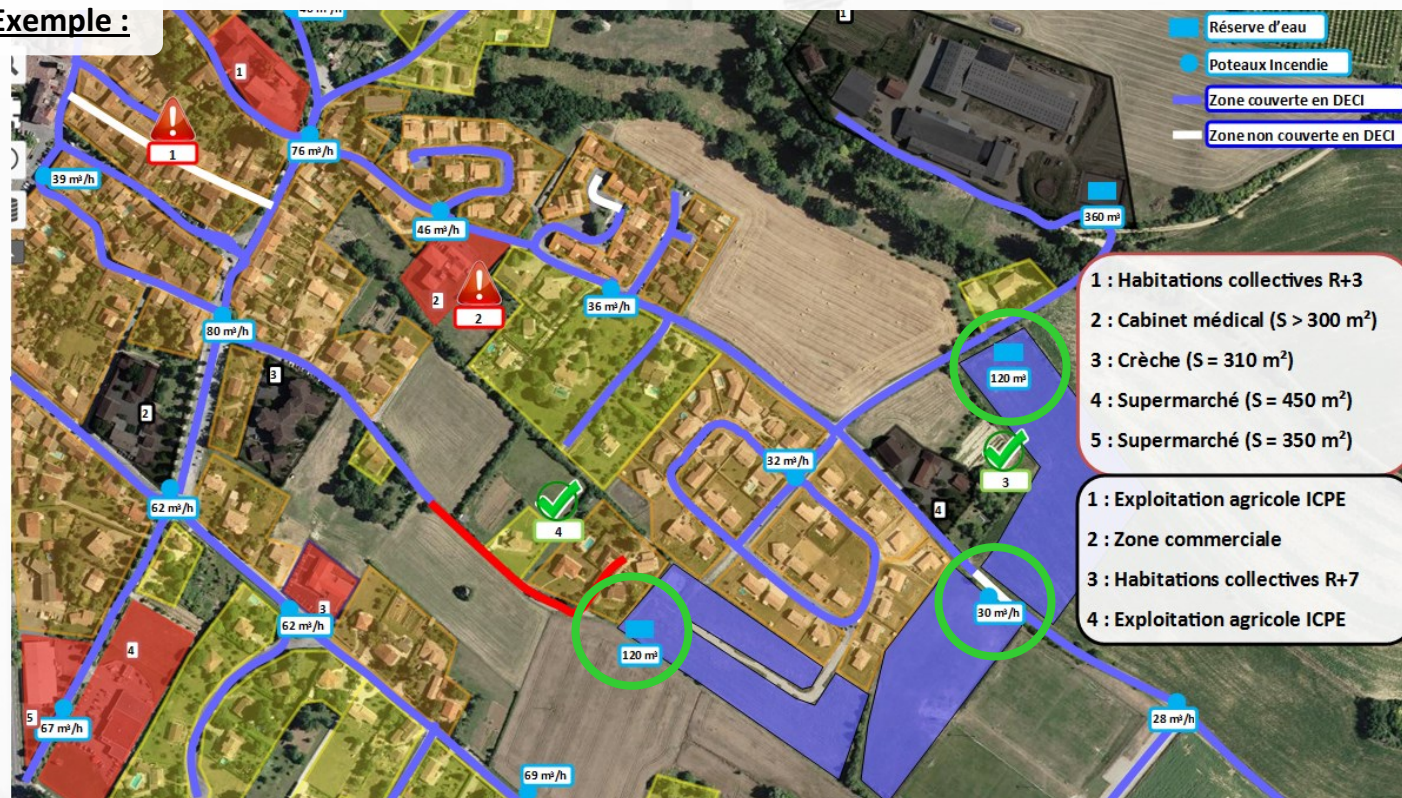 Exemple :
1
Réserve d'eau
Poteaux Incendie
Zone couverte en DECI
Zone non couverte en DECI
1
1
76 m³/h
39 m³/h
46 m³/h
360 m³
2
2
36 m³/h
80 m³/h
120 m³
3
2
32 m³/h
3
4
62 m³/h
4
3
62 m³/h
30 m³/h
120 m³
4
5
67 m³/h
28 m³/h
69 m³/h
1 : Habitations collectives R+3
2 : Cabinet médical (S > 300 m²)
3 : Crèche (S = 310 m²)
4 : Supermarché (S = 450 m²)
5 : Supermarché (S = 350 m²)
1 : Exploitation agricole ICPE
2 : Zone commerciale
3 : Habitations collectives R+7
4 : Exploitation agricole ICPE